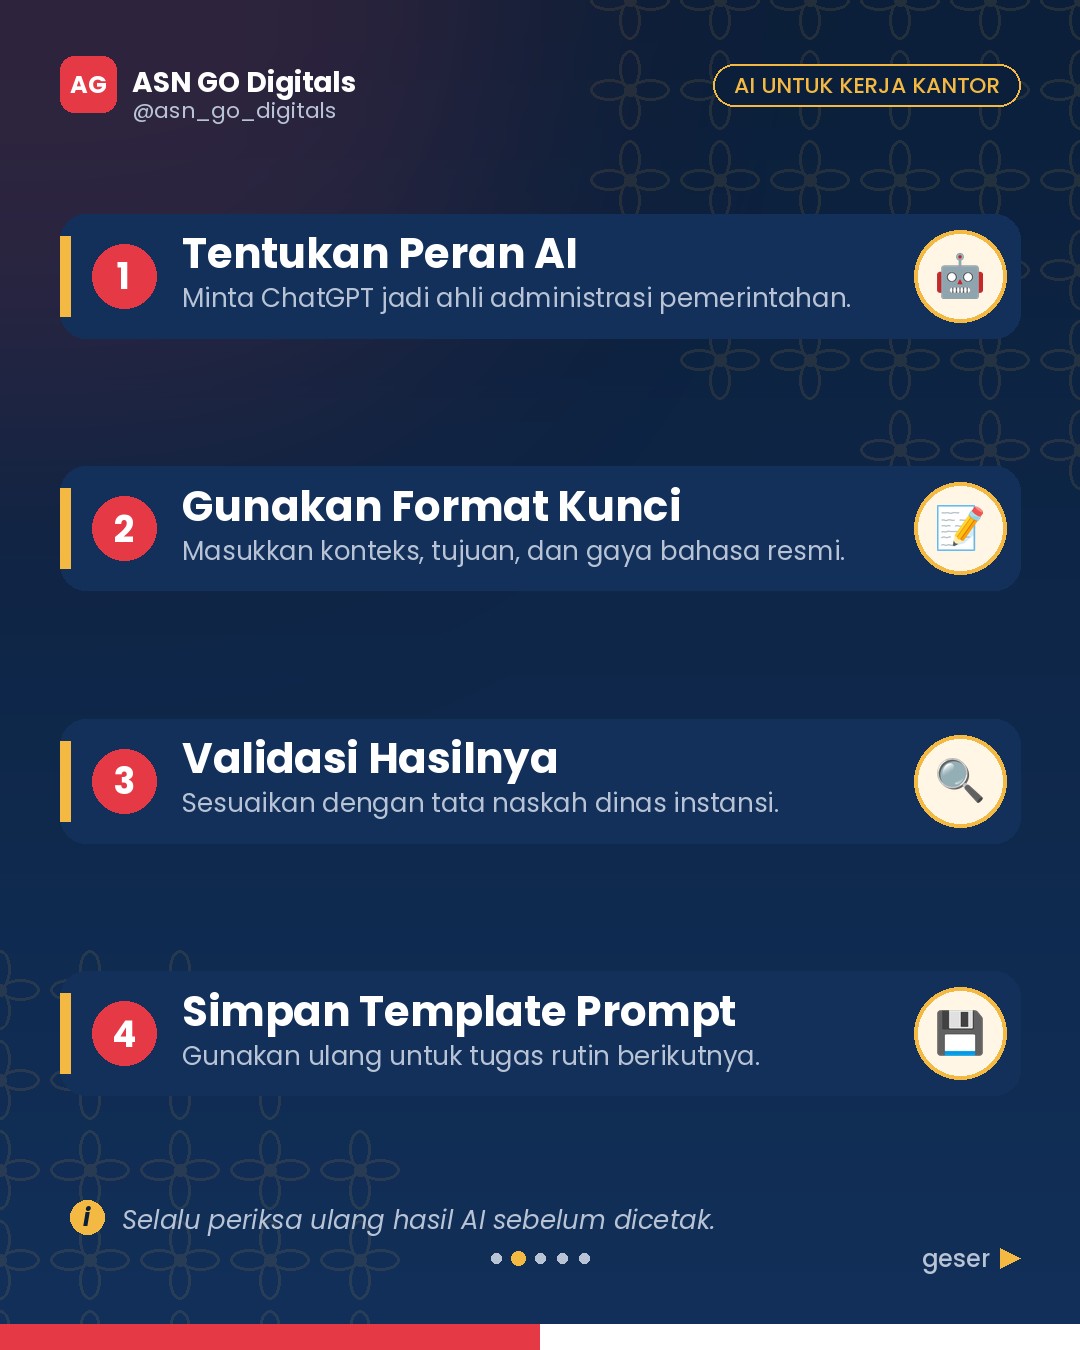 AG
ASN GO Digitals
@asn_go_digitals
AI UNTUK KERJA KANTOR
1
Tentukan Peran AI
Minta ChatGPT jadi ahli administrasi pemerintahan.
2
Gunakan Format Kunci
Masukkan konteks, tujuan, dan gaya bahasa resmi.
3
Validasi Hasilnya
Sesuaikan dengan tata naskah dinas instansi.
4
Simpan Template Prompt
Gunakan ulang untuk tugas rutin berikutnya.
i
Selalu periksa ulang hasil AI sebelum dicetak.
geser